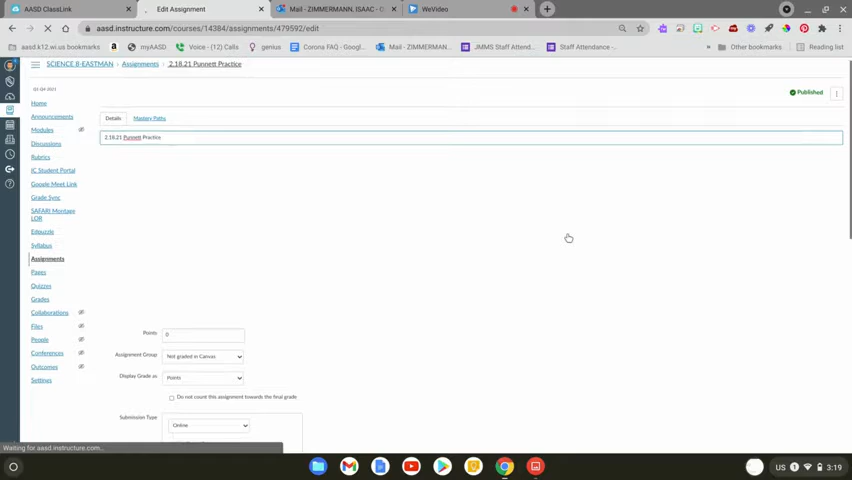 AASD ClassLink
Edit Assignment
Mail - ZIMMERMANN, ISAAC -
WeVideo
aasd.instructure.com/courses/14384/assignments/479592/edit
aasd.k12.wi.us bookmarks
myAASD
Voice - (12) Calls
genius
Corona FAQ - Googl...
Mail - ZIMMERMAN...
JMMS Staff Attend...
Staff Attendance -...
Other bookmarks
Reading list
SCIENCE 8-EASTMAN
Assignments
2.18.21 Punnett Practice
Published
Home
Announcements
Modules
Discussions
Rubrics
IC Student Portal
Google Meet Link
Grade Sync
SAFARI Montage
LOR
Edpuzzle
Syllabus
Assignments
Pages
Quizzes
Grades
Collaborations
Files
People
Conferences
Outcomes
Settings
Details
Mastery Paths
2.18.21 Punnett Practice
Points
0
Assignment Group
Not graded in Canvas
Display Grade as
Points
Do not count this assignment towards the final grade
Submission Type
Online
Waiting for aasd.instructure.com...
US
1
3:19